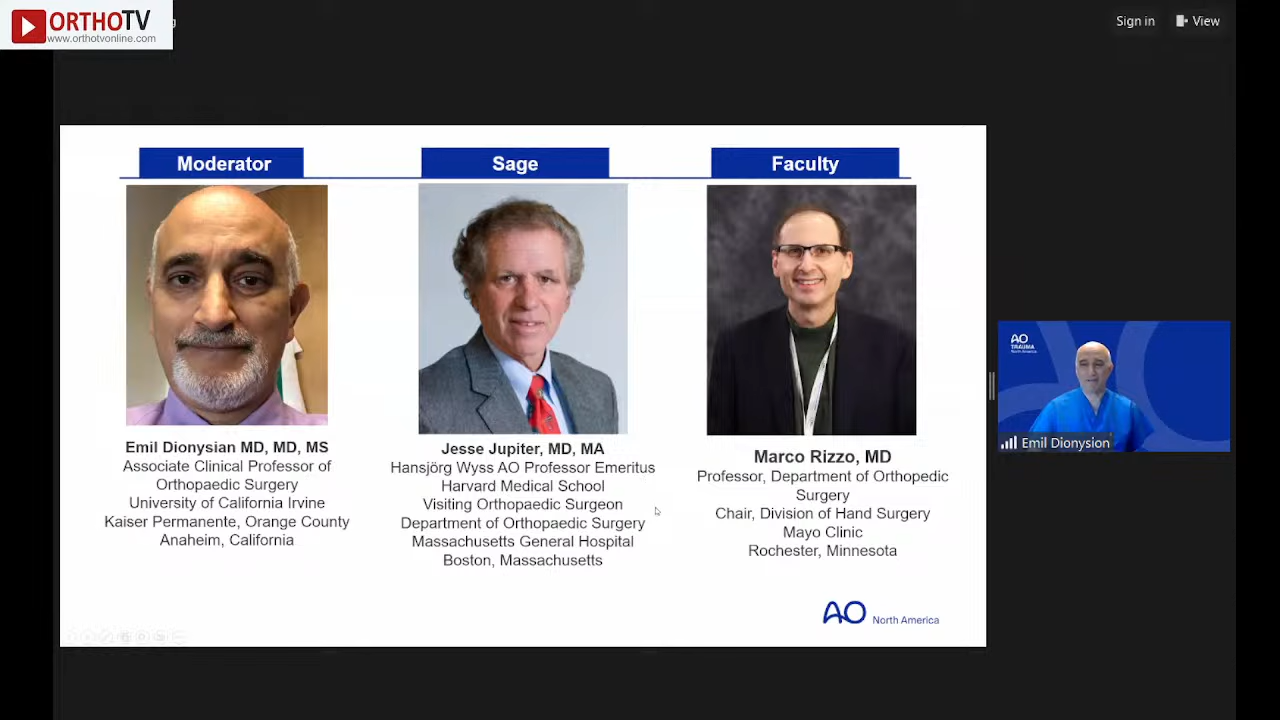 ORTHOTV
www.orthotvonline.com
Sign in
View
Moderator
Sage
Faculty
Emil Dionysian MD, MD, MS
Associate Clinical Professor of
Orthopaedic Surgery
University of California Irvine
Kaiser Permanente, Orange County
Anaheim, California
Jesse Jupiter, MD, MA
Hansjörg Wyss AO Professor Emeritus
Harvard Medical School
Visiting Orthopaedic Surgeon
Department of Orthopaedic Surgery
Massachusetts General Hospital
Boston, Massachusetts
Marco Rizzo, MD
Professor, Department of Orthopedic
Surgery
Chair, Division of Hand Surgery
Mayo Clinic
Rochester, Minnesota
AO North America
AO
TRAUMA
North America
Emil Dionysion